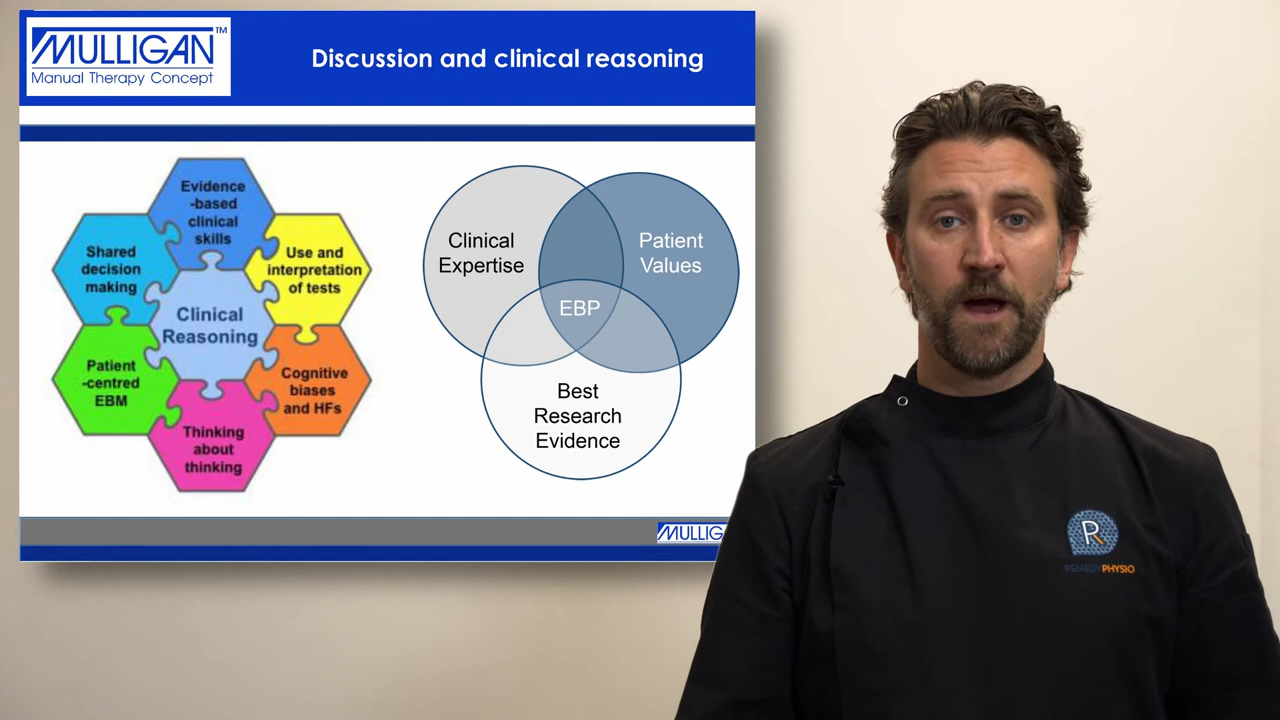 MULLIGAN™
Manual Therapy Concept
Discussion and clinical reasoning
Evidence
-based
clinical
skills
Shared
decision
making
Use and
interpretation
of tests
Clinical
Reasoning
Patient
-centred
EBM
Cognitive
biases
and HFs
Thinking
about
thinking
Clinical
Expertise
Patient
Values
EBP
Best
Research
Evidence
MULLIG
R
REMEDYPHYSIO